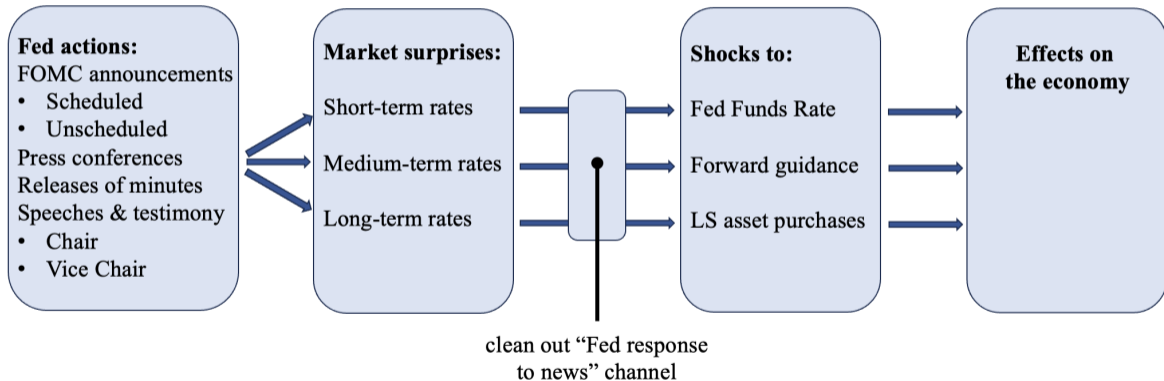 Fed actions:
FOMC announcements
• Scheduled
• Unscheduled
Press conferences
Releases of minutes
Speeches & testimony
• Chair
• Vice Chair
Market surprises:
Short-term rates
Medium-term rates
Long-term rates
clean out “Fed response
to news” channel
Shocks to:
Fed Funds Rate
Forward guidance
LS asset purchases
Effects on
the economy